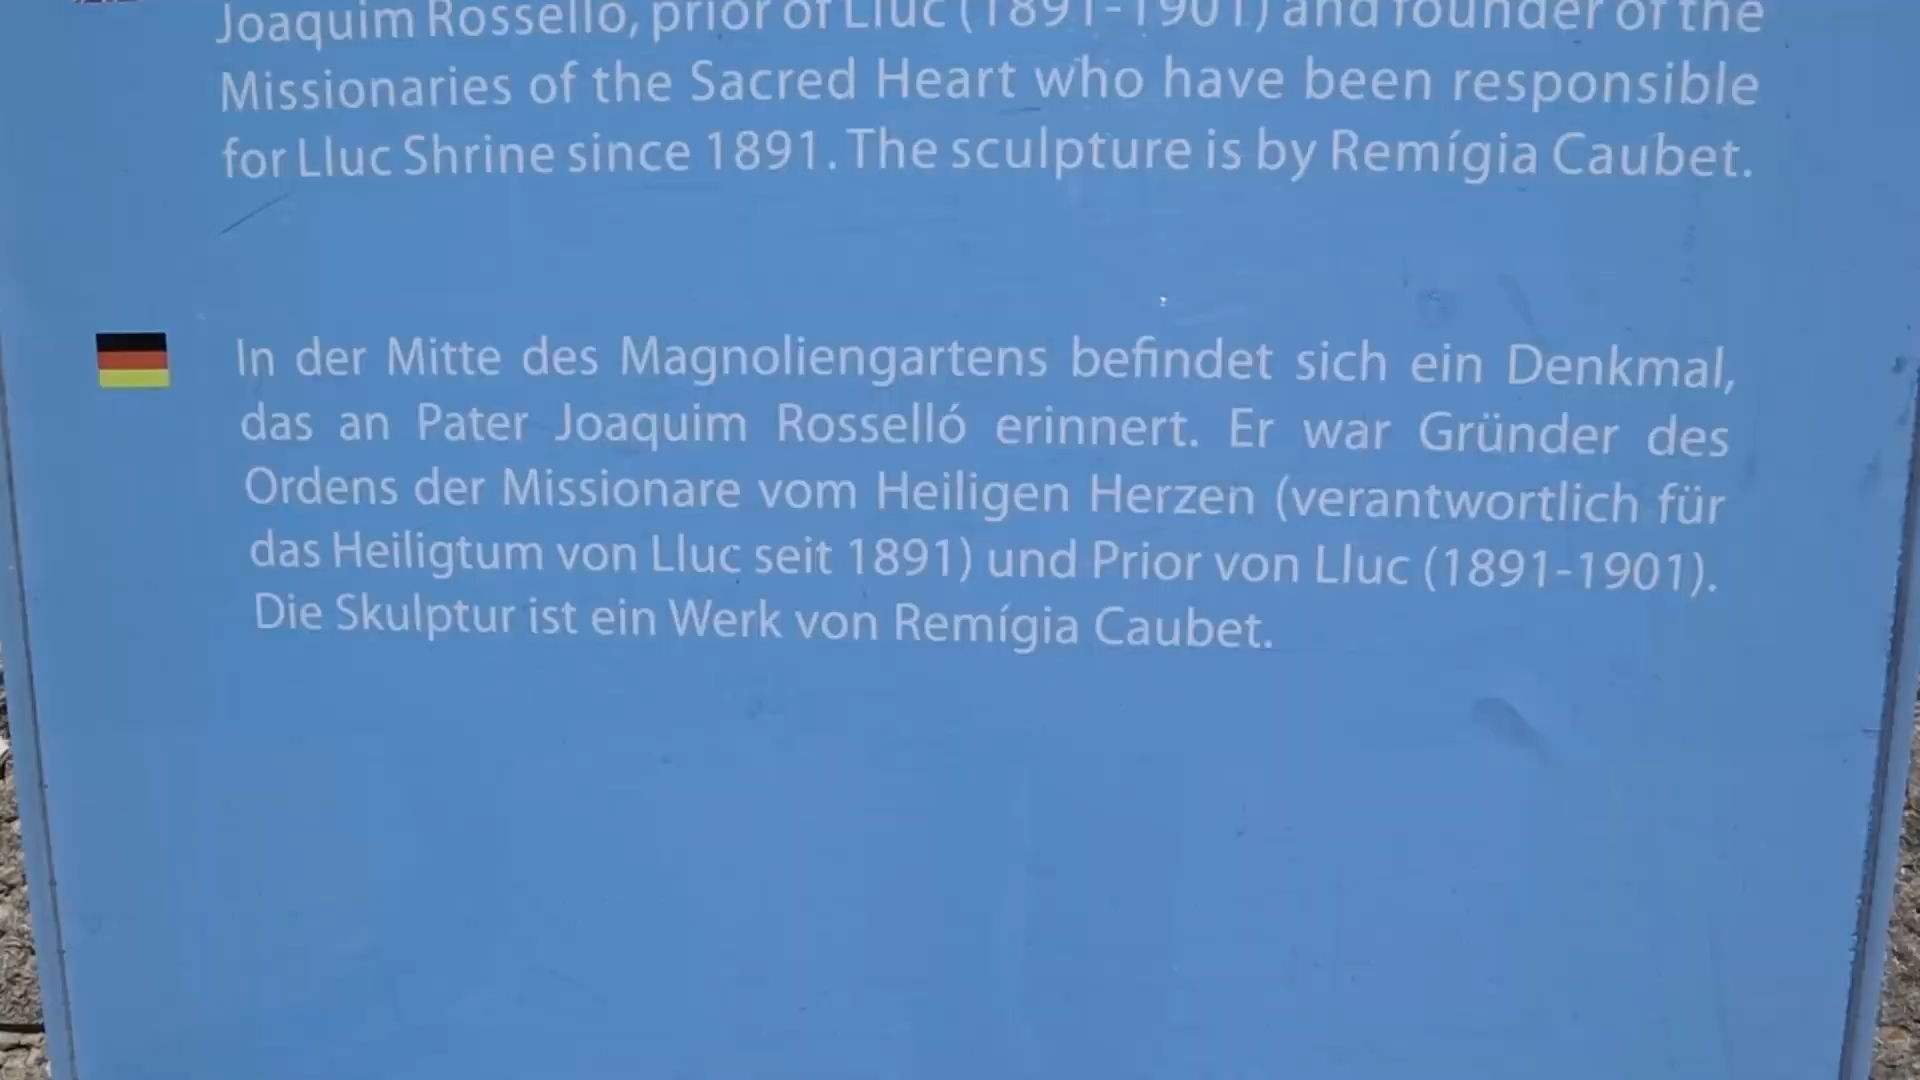 Joaquim Rosselló, prior of Lluc (1891-1901) and founder of the
Missionaries of the Sacred Heart who have been responsible
for Lluc Shrine since 1891. The sculpture is by Remígia Caubet.
In der Mitte des Magnoliengartens befindet sich ein Denkmal,
das an Pater Joaquim Rosselló erinnert. Er war Gründer des
Ordens der Missionare vom Heiligen Herzen (verantwortlich für
das Heiligtum von Lluc seit 1891) und Prior von Lluc (1891-1901).
Die Skulptur ist ein Werk von Remígia Caubet.